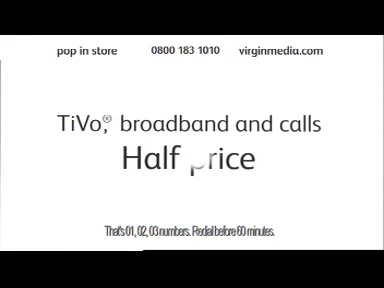 pop in store 0800 183 1010 virginmedia.com
TiVo,® broadband and calls
Half price
That's 01, 02, 03 numbers. Redial before 60 minutes.